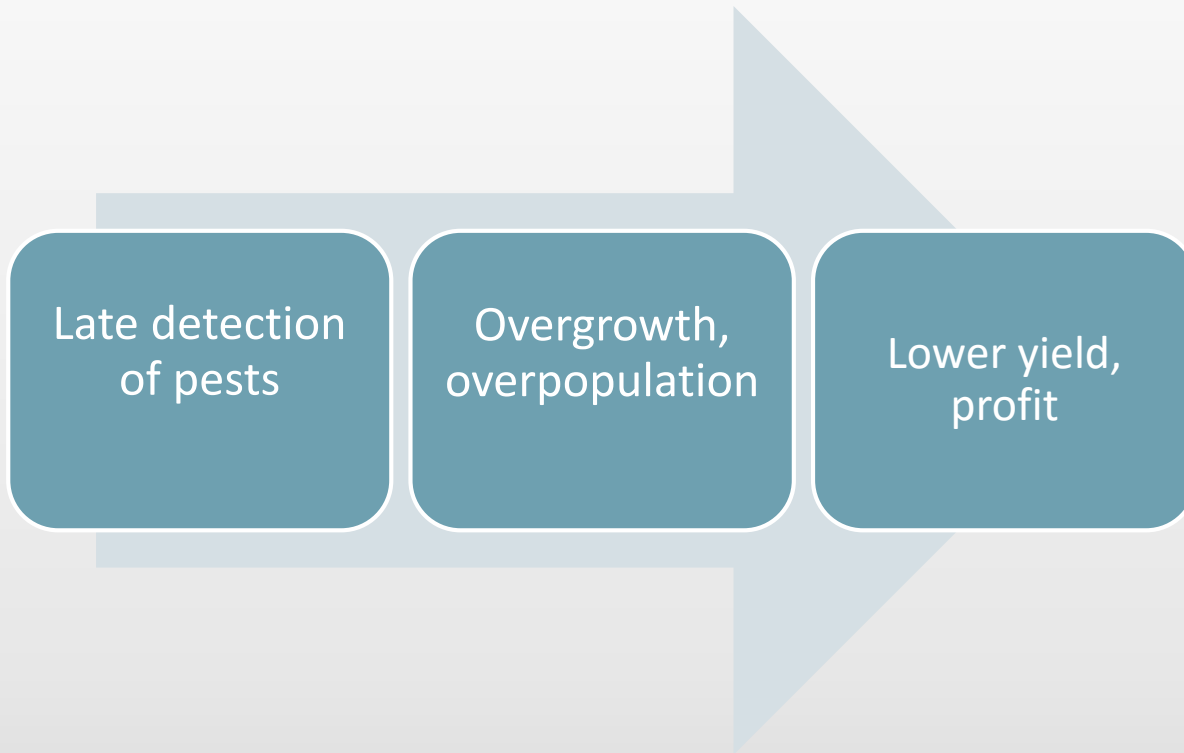 Late detection
of pests
Overgrowth,
overpopulation
Lower yield,
profit